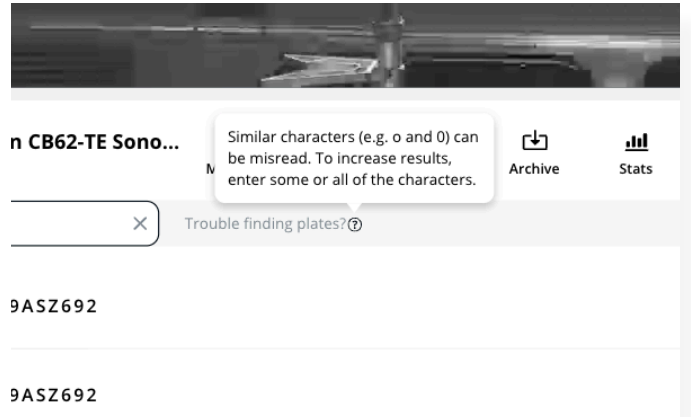 n CB62-TE Sono...
Similar characters (e.g. o and 0) can
be misread. To increase results,
enter some or all of the characters.
M
Archive
Stats
Trouble finding plates?
9ASZ692
9ASZ692